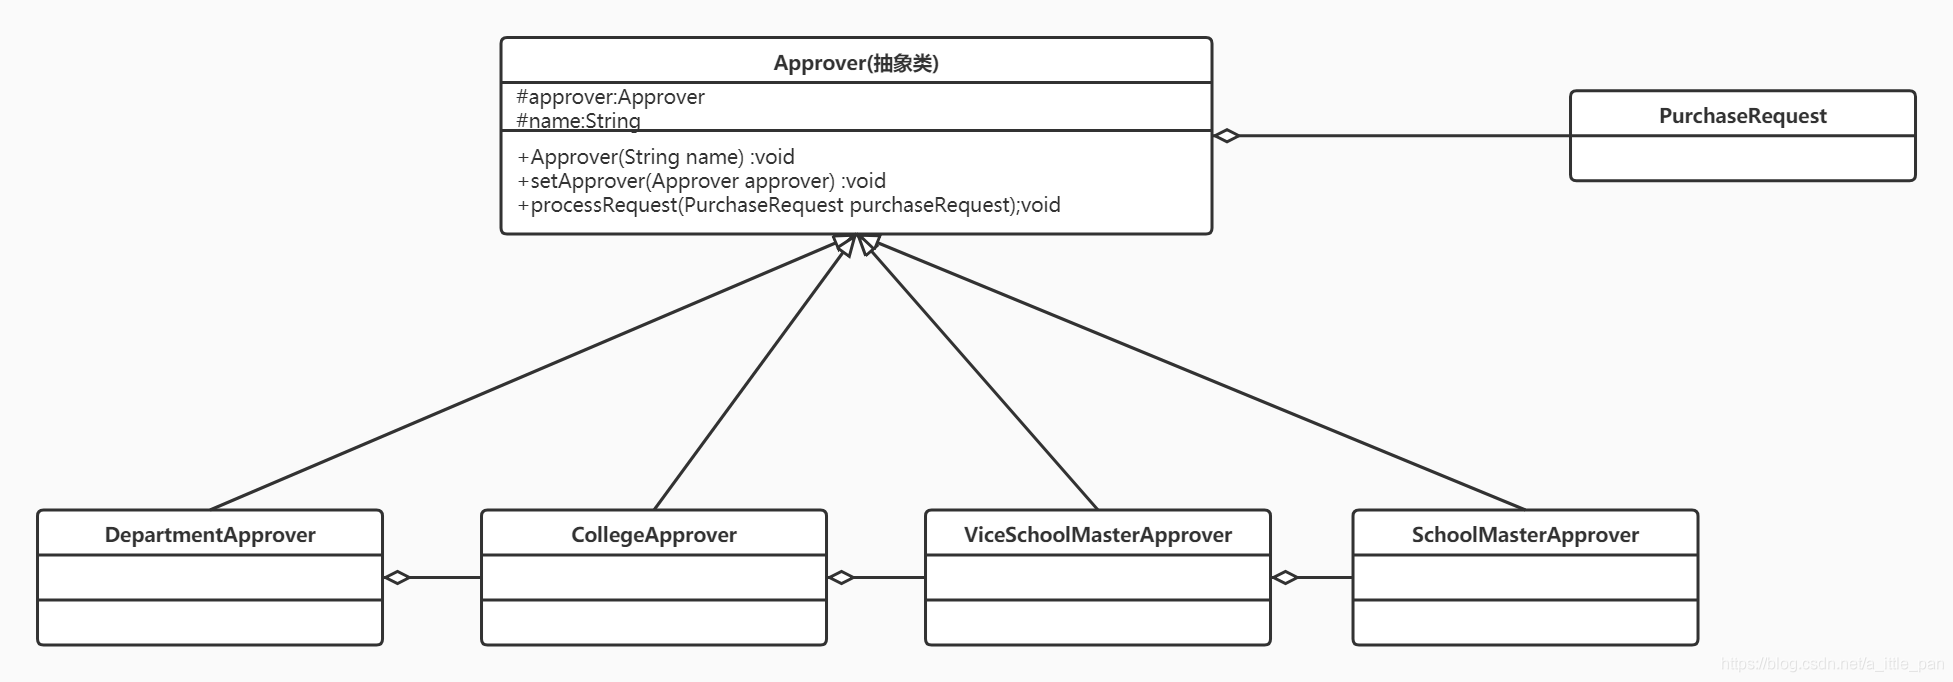 Approver(抽象类)
#approver:Approver
#name:String
+Approver(String name) :void
+setApprover(Approver approver) :void
+processRequest(PurchaseRequest purchaseRequest);void
PurchaseRequest
DepartmentApprover
CollegeApprover
ViceSchoolMasterApprover
SchoolMasterApprover
https://blog.csdn.net/a_ittle_pan